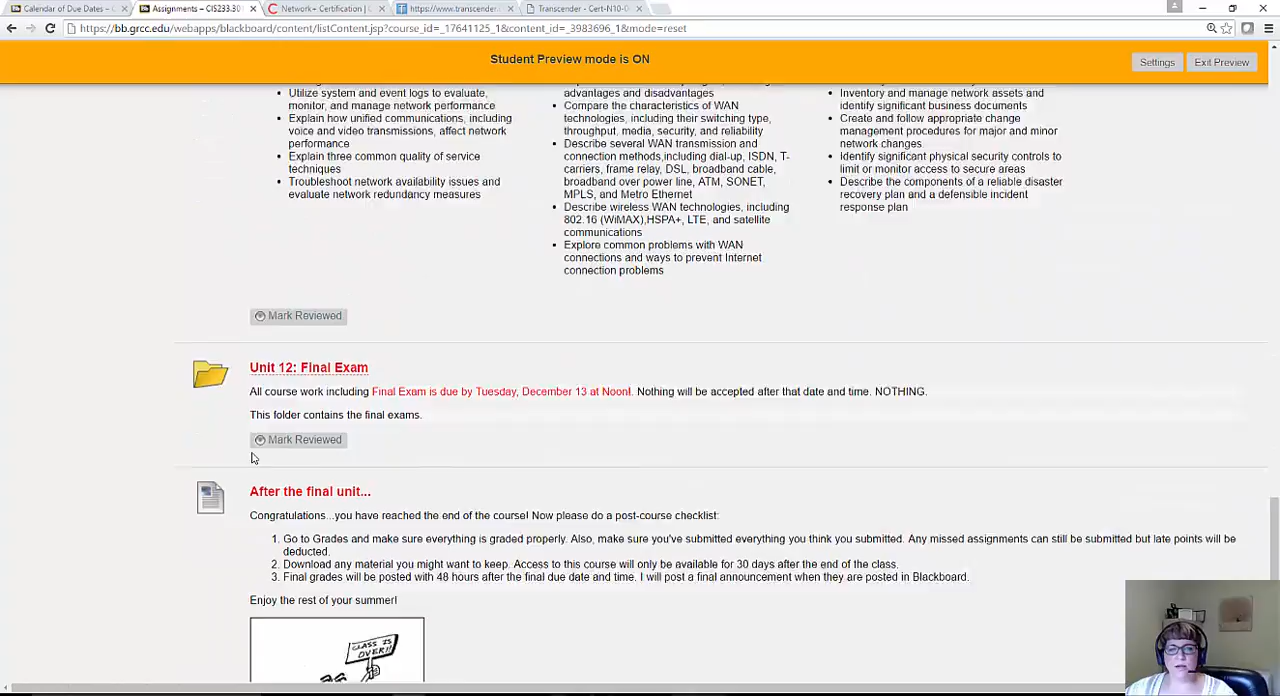 Calendar of Due Dates –
Assignments – CIS233.30
Network+ Certification |
https://www.transcender
Transcender - Cert-N10-
https://bb.grcc.edu/webapps/blackboard/content/listContent.jsp?course_id=_17641125_1&content_id=_3983696_1&mode=reset
Student Preview mode is ON
Settings
Exit Preview
Utilize system and event logs to evaluate,
monitor, and manage network performance
Explain how unified communications, including
voice and video transmissions, affect network
performance
Explain three common quality of service
techniques
Troubleshoot network availability issues and
evaluate network redundancy measures
advantages and disadvantages
Compare the characteristics of WAN
technologies, including their switching type,
throughput, media, security, and reliability
Describe several WAN transmission and
connection methods,including dial-up, ISDN, T-
carriers, frame relay, DSL, broadband cable,
broadband over power line, ATM, SONET,
MPLS, and Metro Ethernet
Describe wireless WAN technologies, including
802.16 (WiMAX),HSPA+, LTE, and satellite
communications
Explore common problems with WAN
connections and ways to prevent Internet
connection problems
Inventory and manage network assets and
identify significant business documents
Create and follow appropriate change
management procedures for major and minor
network changes
Identify significant physical security controls to
limit or monitor access to secure areas
Describe the components of a reliable disaster
recovery plan and a defensible incident
response plan
Mark Reviewed
Unit 12: Final Exam
All course work including Final Exam is due by Tuesday, December 13 at Noon!. Nothing will be accepted after that date and time. NOTHING.
This folder contains the final exams.
Mark Reviewed
After the final unit...
Congratulations...you have reached the end of the course! Now please do a post-course checklist:
1. Go to Grades and make sure everything is graded properly. Also, make sure you've submitted everything you think you submitted. Any missed assignments can still be submitted but late points will be
deducted.
2. Download any material you might want to keep. Access to this course will only be available for 30 days after the end of the class.
3. Final grades will be posted with 48 hours after the final due date and time. I will post a final announcement when they are posted in Blackboard.
Enjoy the rest of your summer!
CLASS IS
OVER!!